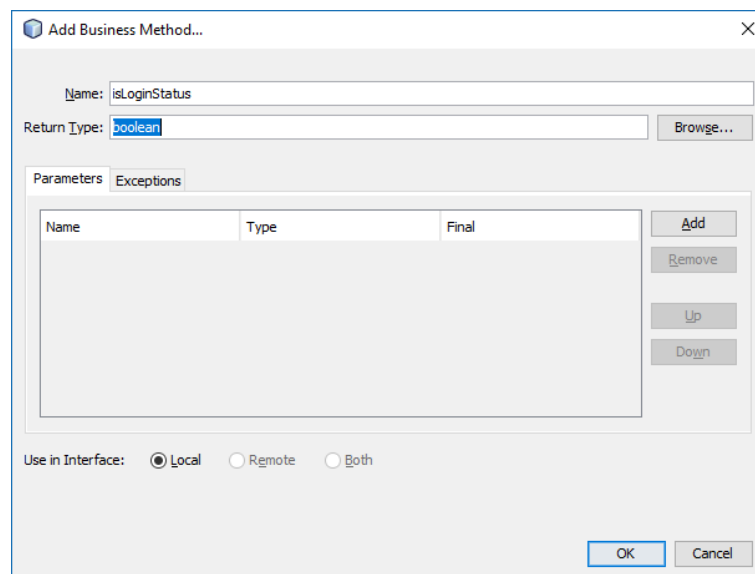 Add Business Method...
Name: isLoginStatus
Return Type: boolean Browse...
Parameters Exceptions
Name Type Final
Add
Remove
Up
Down
Use in Interface: Local Remote Both
OK Cancel